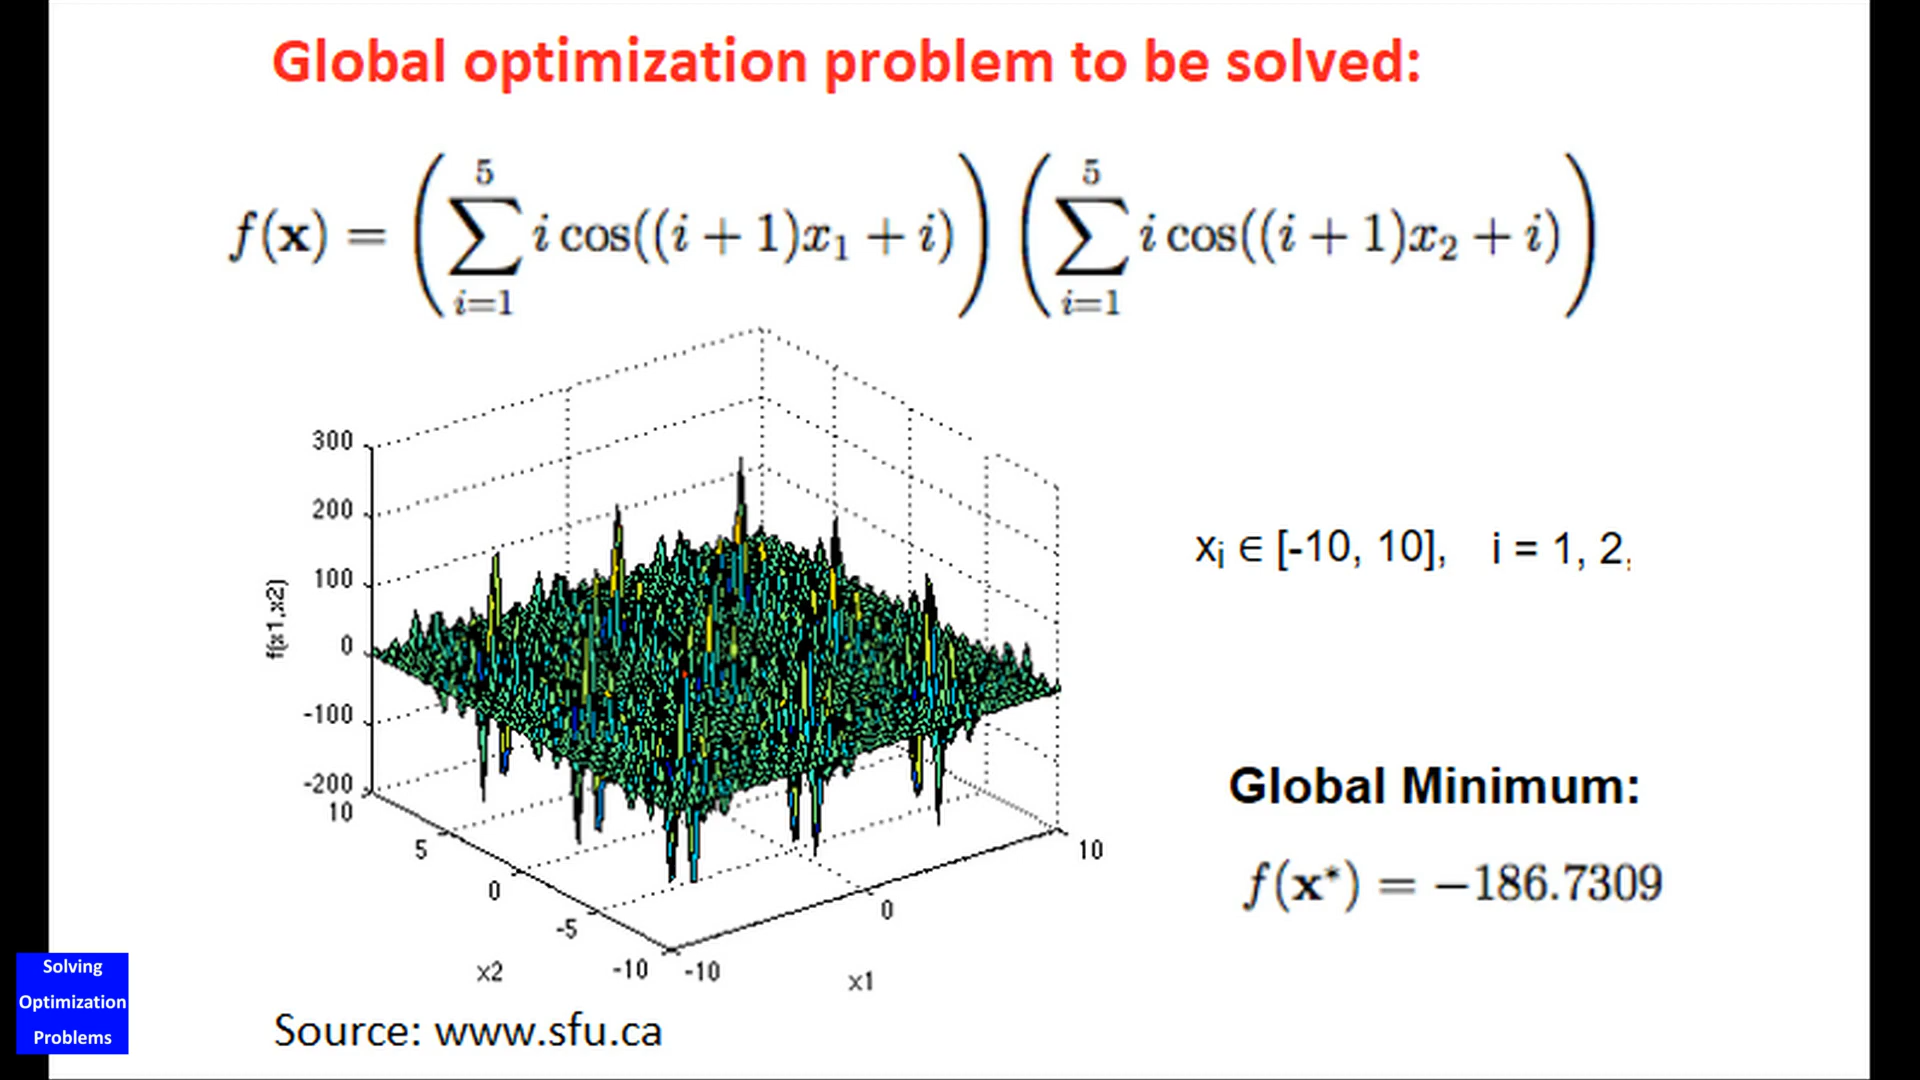 Global optimization problem to be solved:
f(x) = (∑_{i=1}^{5} i cos((i + 1)x₁ + i)) (∑_{i=1}^{5} i cos((i + 1)x₂ + i))
300
200
100
0
-100
-200
f(x1,x2)
10
5
0
-5
-10
x2
-10
0
10
x1
xᵢ ∈ [-10, 10], i = 1, 2,
Global Minimum:
f(x*) = −186.7309
Solving
Optimization
Problems
Source: www.sfu.ca